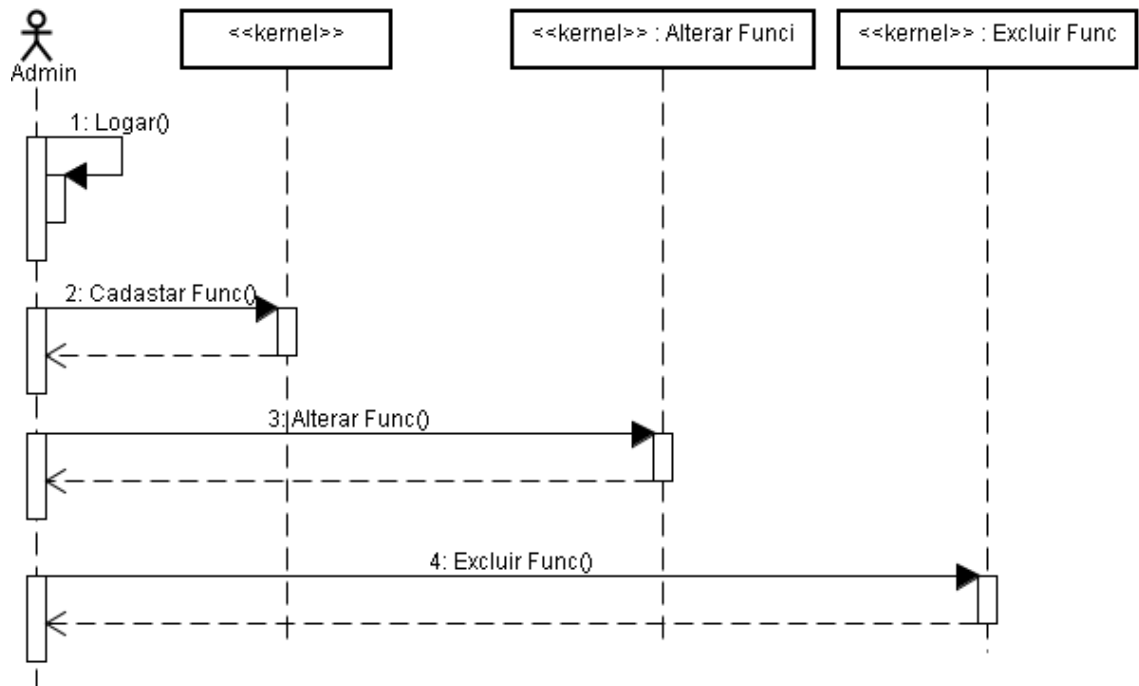 <<kernel>>
<<kernel>> : Alterar Funci
<<kernel>> : Excluir Func
Admin
1: Logar()
2: Cadastar Func()
3: Alterar Func()
4: Excluir Func()